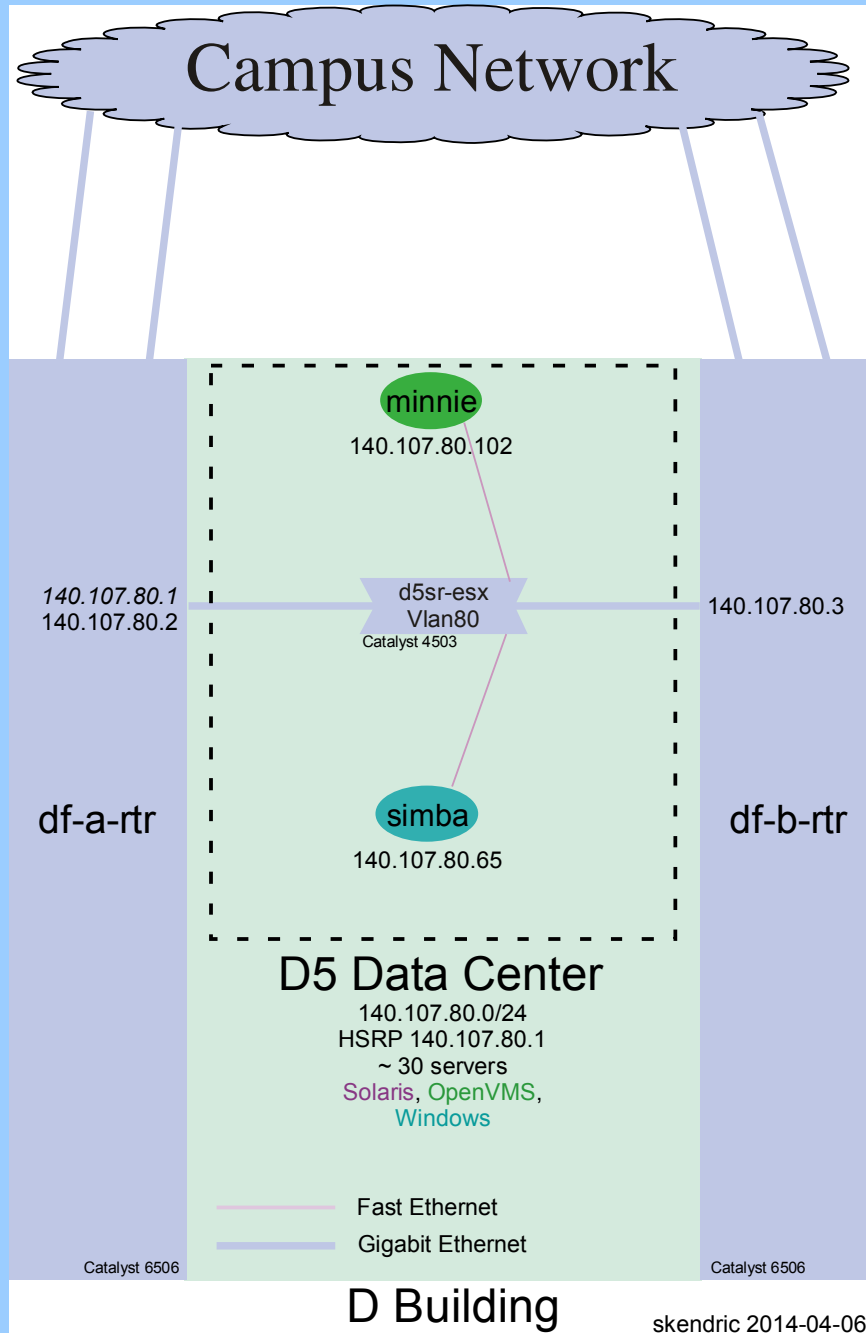 Campus Network
minnie
140.107.80.102
140.107.80.1
140.107.80.2
d5sr-esx
Vlan80
Catalyst 4503
140.107.80.3
df-a-rtr
simba
140.107.80.65
df-b-rtr
D5 Data Center
140.107.80.0/24
HSRP 140.107.80.1
~ 30 servers
Solaris, OpenVMS,
Windows
Fast Ethernet
Gigabit Ethernet
Catalyst 6506
Catalyst 6506
D Building
skendric 2014-04-06